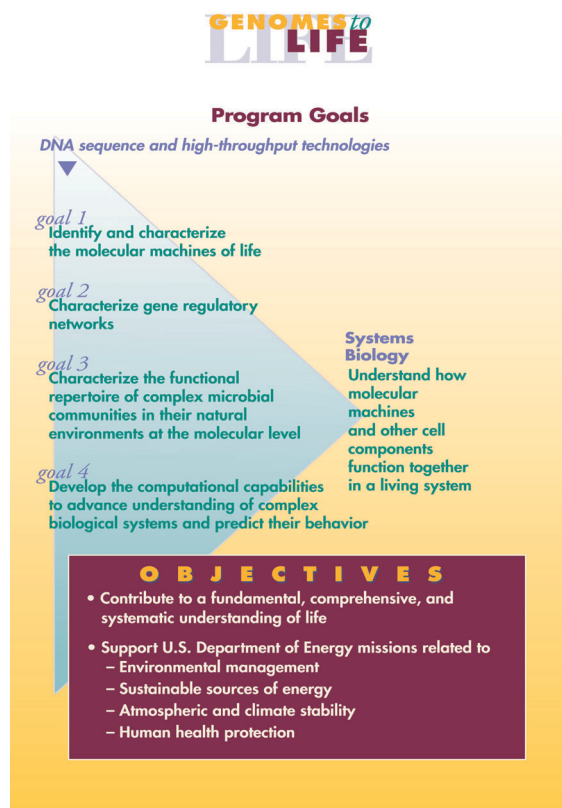 GENOMES to
LIFE
LIFE
Program Goals
DNA sequence and high-throughput technologies
goal 1
Identify and characterize
the molecular machines of life
goal 2
Characterize gene regulatory
networks
goal 3
Characterize the functional
repertoire of complex microbial
communities in their natural
environments at the molecular level
goal 4
Develop the computational capabilities
to advance understanding of complex
biological systems and predict their behavior
Systems
Biology
Understand how
molecular
machines
and other cell
components
function together
in a living system
OBJECTIVES
• Contribute to a fundamental, comprehensive, and
systematic understanding of life
• Support U.S. Department of Energy missions related to
– Environmental management
– Sustainable sources of energy
– Atmospheric and climate stability
– Human health protection